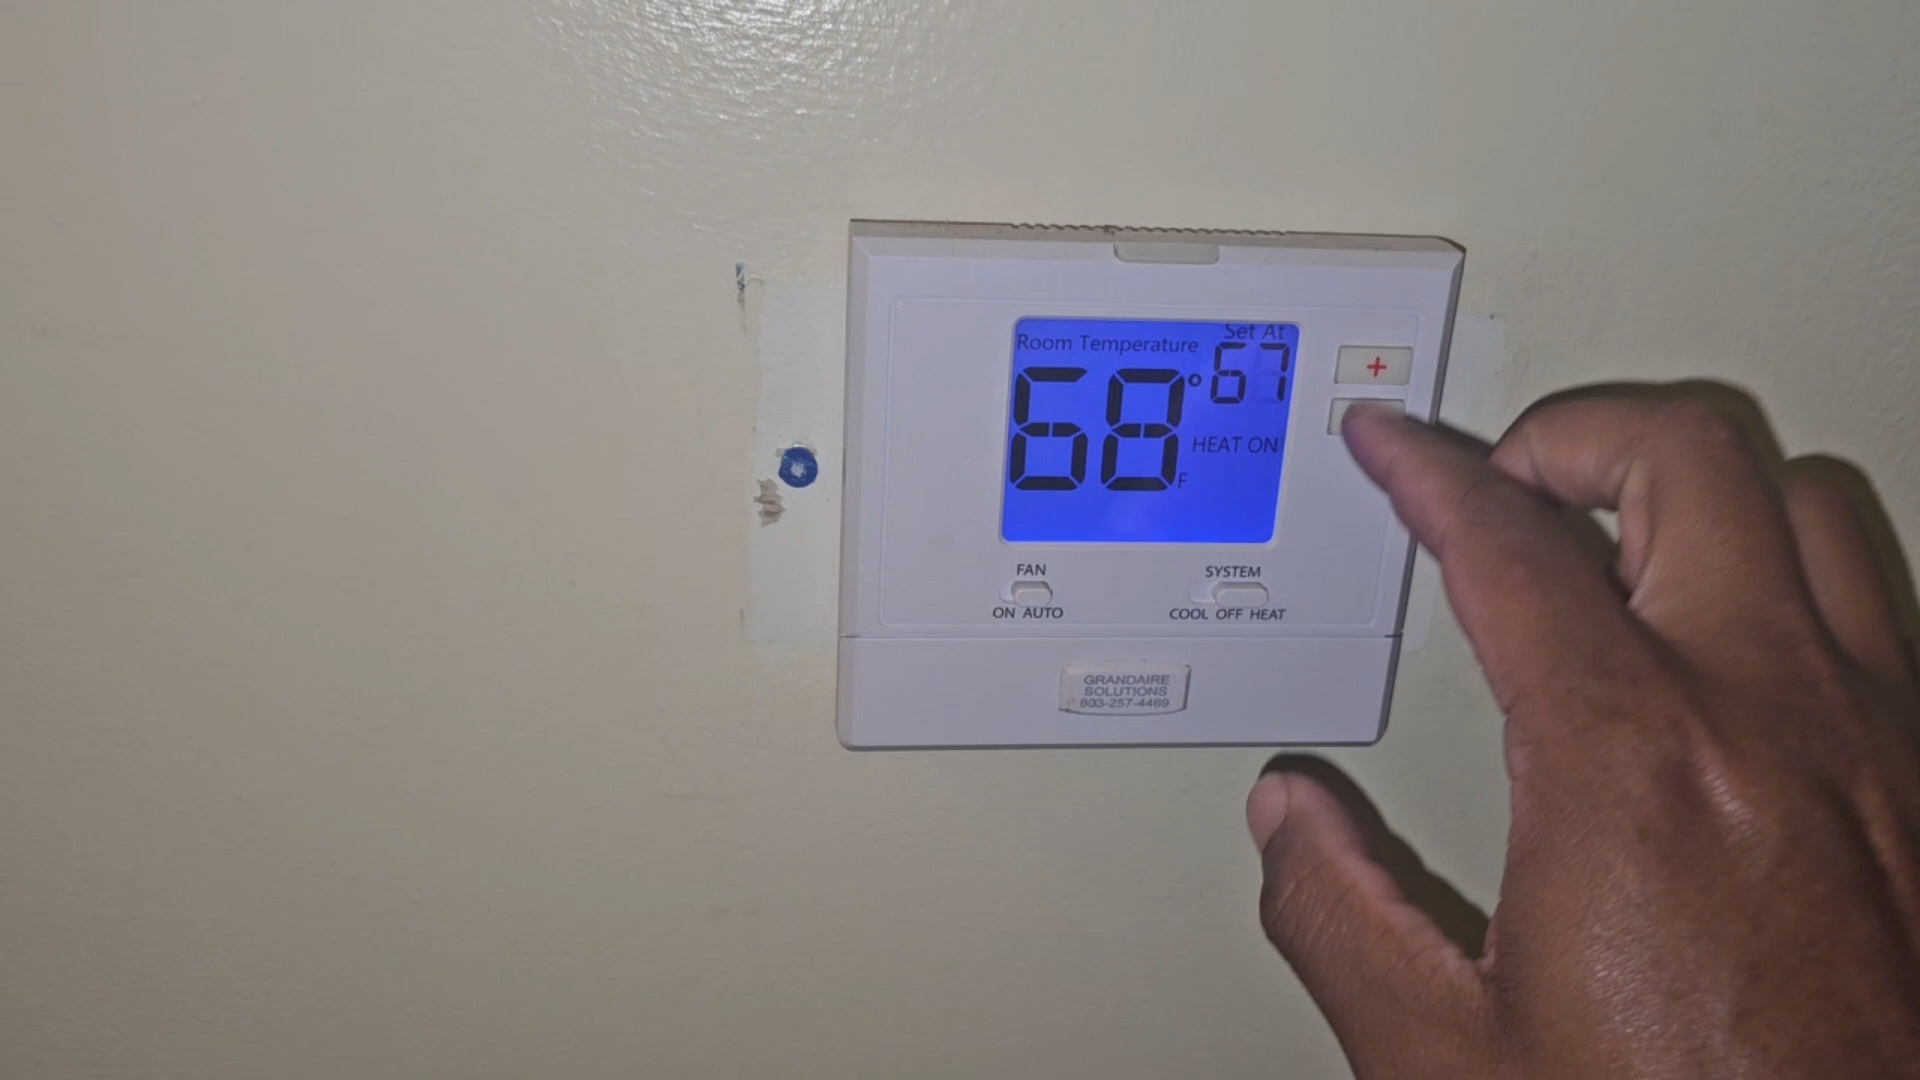 Set At
Room Temperature
67
68°
F
HEAT ON
+
FAN
ON AUTO
SYSTEM
COOL OFF HEAT
GRANDAIRE
SOLUTIONS
803-257-4469